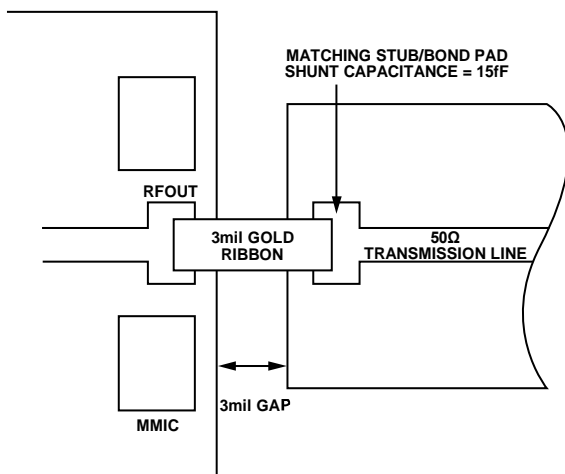 MATCHING STUB/BOND PAD
SHUNT CAPACITANCE = 15fF
RFOUT
3mil GOLD
RIBBON
50Ω
TRANSMISSION LINE
3mil GAP
MMIC